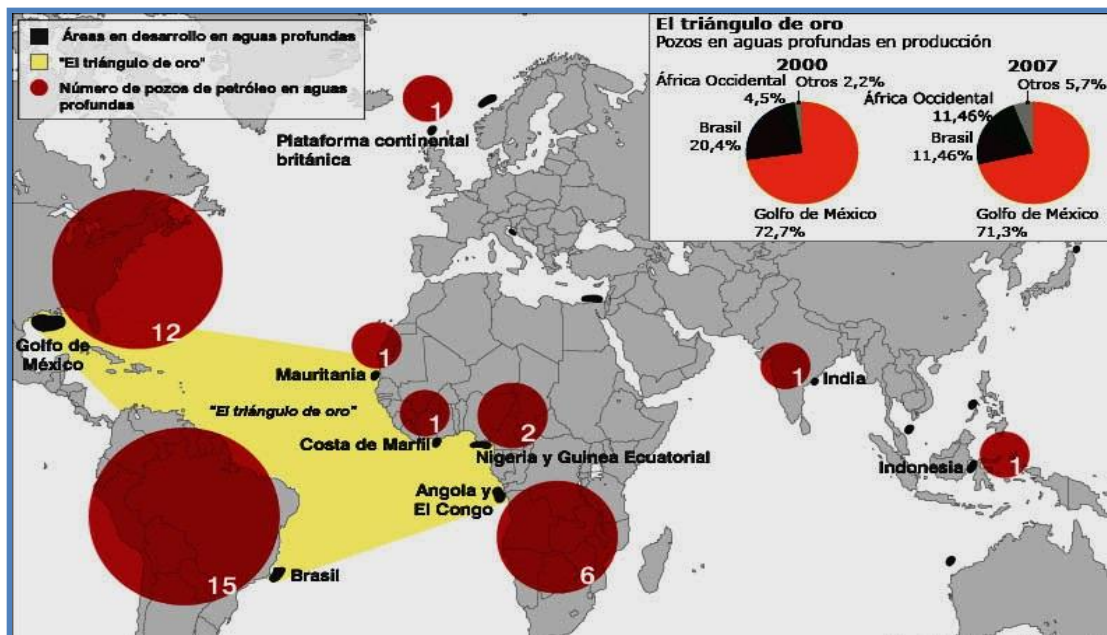 Áreas en desarrollo en aguas profundas
"El triángulo de oro"
Número de pozos de petróleo en aguas
profundas
El triángulo de oro
Pozos en aguas profundas en producción
2000
África Occidental
4,5%
Otros 2,2%
Brasil
20,4%
Golfo de México
72,7%
2007
Otros 5,7%
África Occidental
11,46%
Brasil
11,46%
Golfo de México
71,3%
1
Plataforma continental
británica
12
Golfo de
México
1
Mauritania
"El triángulo de oro"
1
Costa de Marfil
2
Nigeria y Guinea Ecuatorial
1
India
Indonesia
1
Angola y
El Congo
6
15
Brasil